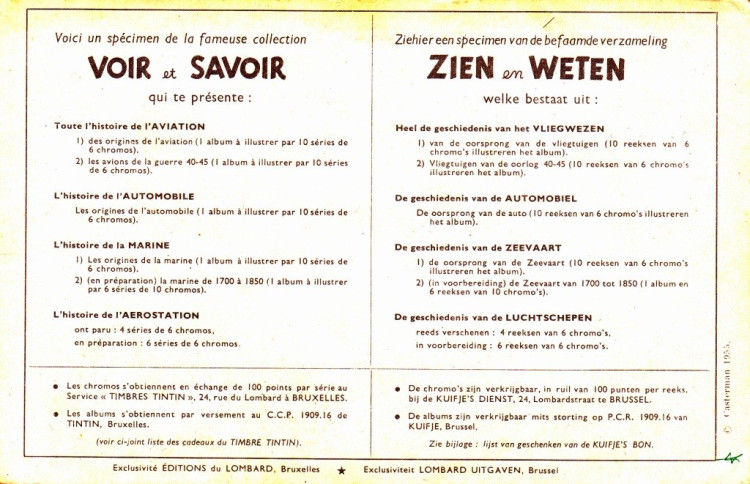 Voici un spécimen de la fameuse collection
VOIR et SAVOIR
qui te présente :
Toute l'histoire de l'AVIATION
1) des origines de l'aviation (1 album à illustrer par 10 séries de
6 chromos).
2) les avions de la guerre 40-45 (1 album à illustrer par 10 séries
de 6 chromos).
L'histoire de l'AUTOMOBILE
Les origines de l'automobile (1 album à illustrer par 10 séries de
6 chromos).
L'histoire de la MARINE
1) Les origines de la marine (1 album à illustrer par 10 séries de
6 chromos).
2) (en préparation) la marine de 1700 à 1850 (1 album à illustrer
par 6 séries de 10 chromos).
L'histoire de l'AEROSTATION
ont paru : 4 séries de 6 chromos,
en préparation : 6 séries de 6 chromos.
• Les chromos s'obtiennent en échange de 100 points par série au
Service « TIMBRES TINTIN », 24, rue du Lombard à BRUXELLES.
• Les albums s'obtiennent par versement au C.C.P. 1909.16 de
TINTIN, Bruxelles.
(voir ci-joint liste des cadeaux du TIMBRE TINTIN).
Ziehier een specimen van de befaamde verzameling
ZIEN en WETEN
welke bestaat uit :
Heel de geschiedenis van het VLIEGWEZEN
1) van de oorsprong van de vliegtuigen (10 reeksen van 6
chromo's illustreren het album).
2) Vliegtuigen van de oorlog 40-45 (10 reeksen van 6 chromo's
illustreren het album).
De geschiedenis van de AUTOMOBIEL
De oorsprong van de auto (10 reeksen van 6 chromo's illustreren
het album).
De geschiedenis van de ZEEVAART
1) de oorsprong van de Zeevaart (10 reeksen van 6 chromo's
illustreren het album).
2) (in voorbereiding) de Zeevaart van 1700 tot 1850 (1 album en
6 reeksen van 10 chromo's).
De geschiedenis van de LUCHTSCHEPEN
reeds verschenen : 4 reeksen van 6 chromo's,
in voorbereiding : 6 reeksen van 6 chromo's.
• De chromo's zijn verkrijgbaar, in ruil van 100 punten per reeks.
bij de KUIFJE'S DIENST, 24, Lombardstraat te BRUSSEL.
• De albums zijn verkrijgbaar mits storting op P.C.R. 1909.16 van
KUIFJE, Brussel.
Zie bijlage : lijst van geschenken van de KUIFJE'S BON.
© Casterman 1955.
Exclusivité ÉDITIONS du LOMBARD, Bruxelles ★ Exclusiviteit LOMBARD UITGAVEN, Brussel